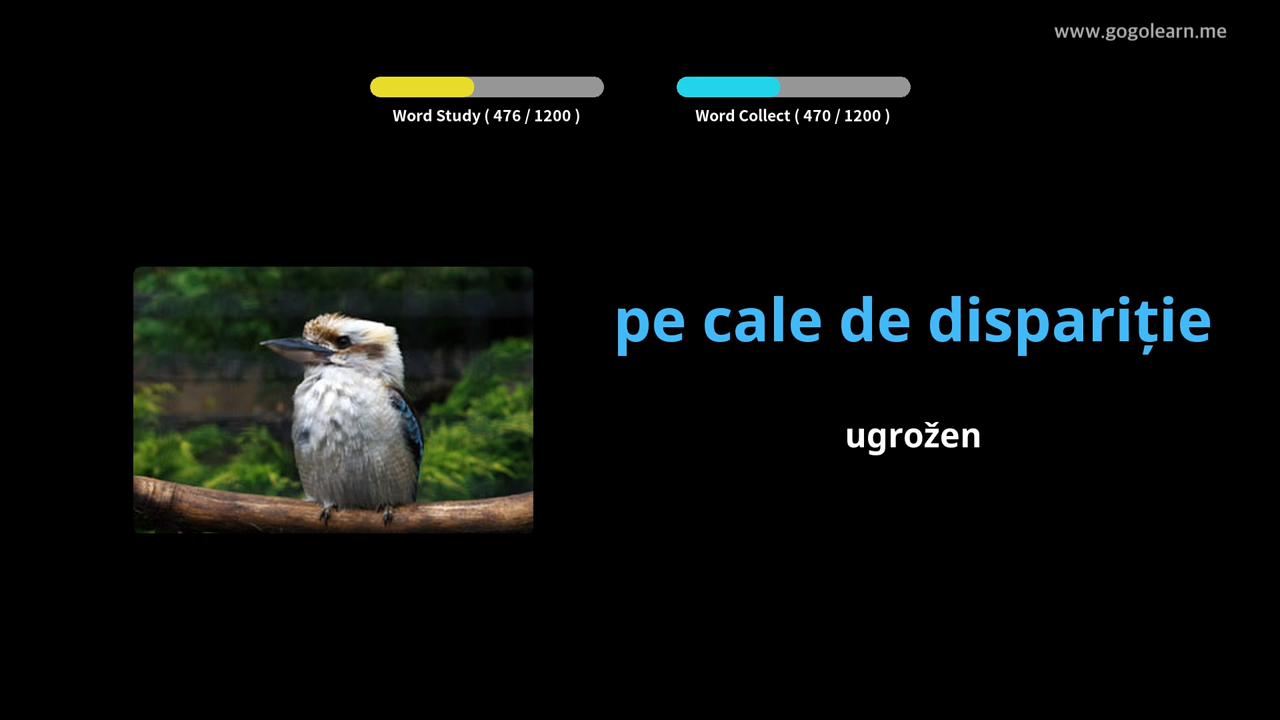 www.gogolearn.me
Word Study ( 476 / 1200 )
Word Collect ( 470 / 1200 )
pe cale de dispariție
ugrožen